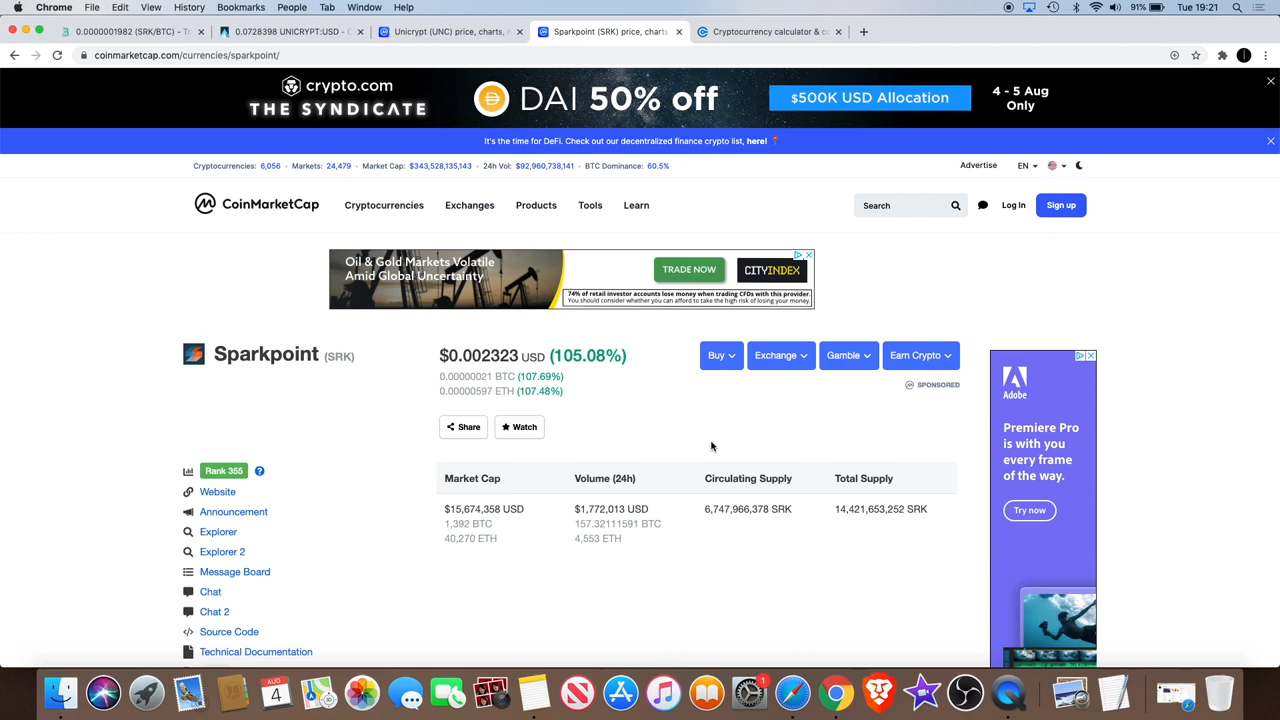 Chrome File Edit View History Bookmarks People Tab Window Help 91% Tue 19:21
0.0000001982 (SRK/BTC) - Tr
0.0728398 UNICRYPT:USD -
Unicrypt (UNC) price, charts,
Sparkpoint (SRK) price, charts
Cryptocurrency calculator & c
coinmarketcap.com/currencies/sparkpoint/
crypto.com
THE SYNDICATE
DAI 50% off
$500K USD Allocation
4 - 5 Aug
Only
It's the time for DeFi. Check out our decentralized finance crypto list, here!
Cryptocurrencies: 6,056 • Markets: 24,479 • Market Cap: $343,528,135,143 • 24h Vol: $92,960,738,141 • BTC Dominance: 60.5%
Advertise EN
CoinMarketCap Cryptocurrencies Exchanges Products Tools Learn
Search Log In Sign up
Oil & Gold Markets Volatile
Amid Global Uncertainty
TRADE NOW
CITYINDEX
74% of retail investor accounts lose money when trading CFDs with this provider.
You should consider whether you can afford to take the high risk of losing your money.
Sparkpoint (SRK)
$0.002323 USD (105.08%)
0.00000021 BTC (107.69%)
0.00000597 ETH (107.48%)
Buy Exchange Gamble Earn Crypto
SPONSORED
Share Watch
Rank 355
Website
Announcement
Explorer
Explorer 2
Message Board
Chat
Chat 2
Source Code
Technical Documentation
Market Cap Volume (24h) Circulating Supply Total Supply
$15,674,358 USD $1,772,013 USD 6,747,966,378 SRK 14,421,653,252 SRK
1,392 BTC 157.32111591 BTC
40,270 ETH 4,553 ETH
Adobe
Premiere Pro
is with you
every frame
of the way.
Try now
AUG
4
1